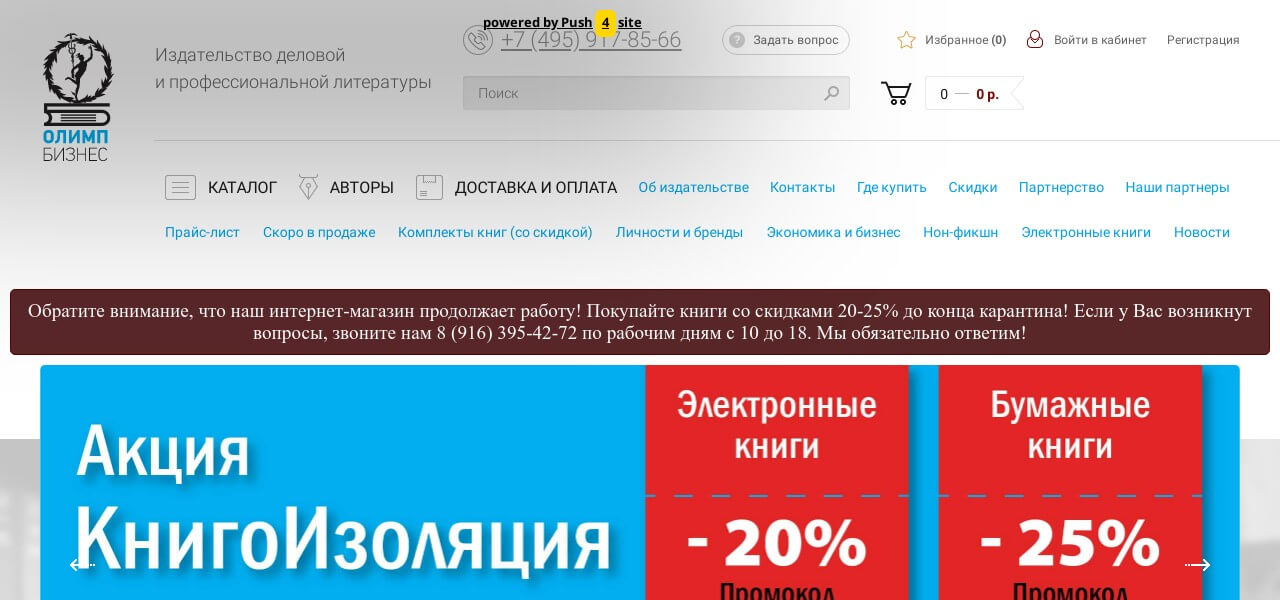 powered by Push 4 site
+7 (495) 917-85-66
? Задать вопрос
Избранное (0)
Войти в кабинет
Регистрация
Издательство деловой
и профессиональной литературы
Поиск
0 — 0 р.
ОЛИМП
БИЗНЕС
КАТАЛОГ
АВТОРЫ
ДОСТАВКА И ОПЛАТА
Об издательстве
Контакты
Где купить
Скидки
Партнерство
Наши партнеры
Прайс-лист
Скоро в продаже
Комплекты книг (со скидкой)
Личности и бренды
Экономика и бизнес
Нон-фикшн
Электронные книги
Новости
Обратите внимание, что наш интернет-магазин продолжает работу! Покупайте книги со скидками 20-25% до конца карантина! Если у Вас возникнут
вопросы, звоните нам 8 (916) 395-42-72 по рабочим дням с 10 до 18. Мы обязательно ответим!
Акция
КнигоИзоляция
Электронные
книги
- 20%
Промокод
Бумажные
книги
- 25%
Промокод